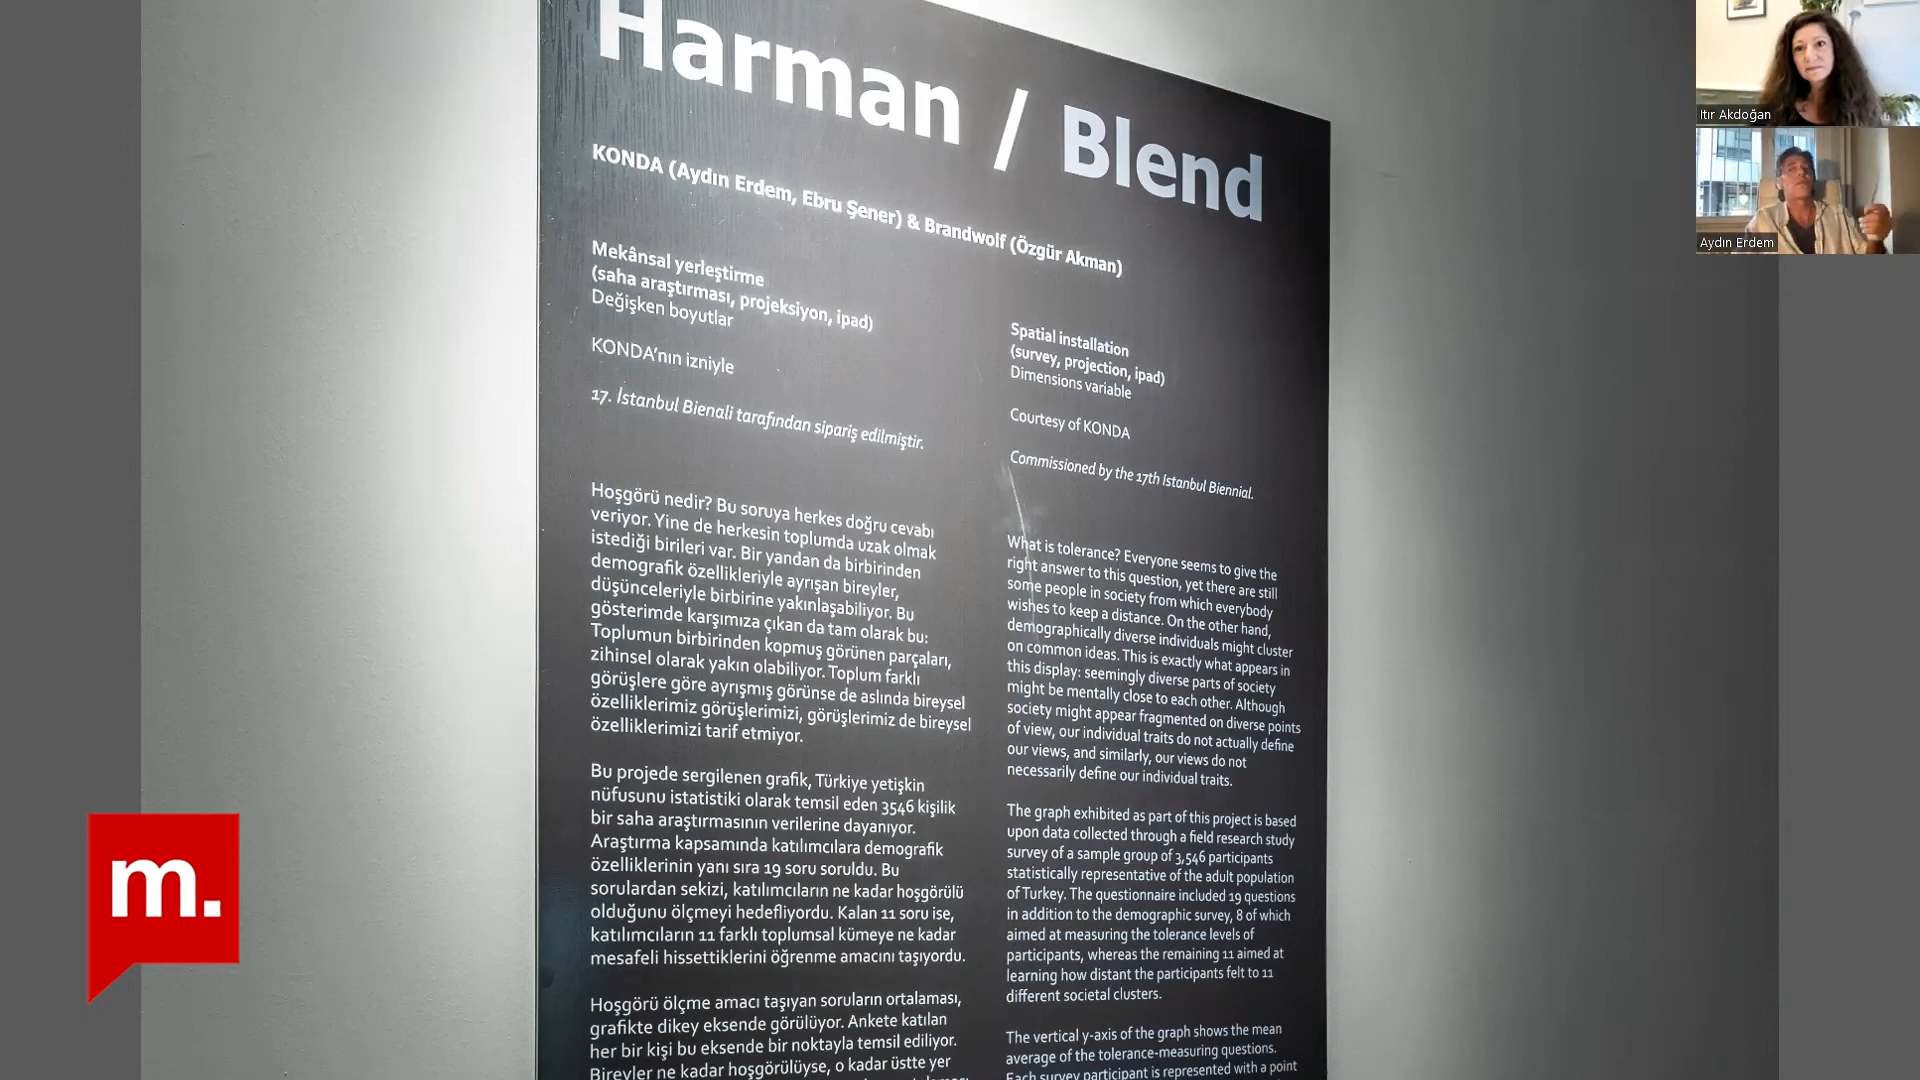 Harman / Blend
KONDA (Aydın Erdem, Ebru Şener) & Brandwolf (Özgür Akman)
Mekânsal yerleştirme
(saha araştırması, projeksiyon, ipad)
Değişken boyutlar
KONDA’nın izniyle
17. İstanbul Bienali tarafından sipariş edilmiştir.
Hoşgörü nedir? Bu soruya herkes doğru cevabı
veriyor. Yine de herkesin toplumda uzak olmak
istediği birileri var. Bir yandan da birbirinden
demografik özellikleriyle ayrışan bireyler,
düşünceleriyle birbirine yakınlaşabiliyor. Bu
gösterimde karşımıza çıkan da tam olarak bu:
Toplumun birbirinden kopmuş görünen parçaları,
zihinsel olarak yakın olabiliyor. Toplum farklı
görüşlere göre ayrışmış görünse de aslında bireysel
özelliklerimiz görüşlerimizi, görüşlerimiz de bireysel
özelliklerimizi tarif etmiyor.
Bu projede sergilenen grafik, Türkiye yetişkin
nüfusunu istatistiki olarak temsil eden 3546 kişilik
bir saha araştırmasının verilerine dayanıyor.
Araştırma kapsamında katılımcılara demografik
özelliklerinin yanı sıra 19 soru soruldu. Bu
sorulardan sekizi, katılımcıların ne kadar hoşgörülü
olduğunu ölçmeyi hedefliyordu. Kalan 11 soru ise,
katılımcıların 11 farklı toplumsal kümeye ne kadar
mesafeli hissettiklerini öğrenme amacını taşıyordu.
Hoşgörü ölçme amacı taşıyan soruların ortalaması,
grafikte dikey eksende görülüyor. Ankete katılan
her bir kişi bu eksende bir noktayla temsil ediliyor.
Bireyler ne kadar hoşgörülüyse, o kadar üstte yer
Spatial installation
(survey, projection, ipad)
Dimensions variable
Courtesy of KONDA
Commissioned by the 17th Istanbul Biennial.
What is tolerance? Everyone seems to give the
right answer to this question, yet there are still
some people in society from which everybody
wishes to keep a distance. On the other hand,
demographically diverse individuals might cluster
on common ideas. This is exactly what appears in
this display: seemingly diverse parts of society
might be mentally close to each other. Although
society might appear fragmented on diverse points
of view, our individual traits do not actually define
our views, and similarly, our views do not
necessarily define our individual traits.
The graph exhibited as part of this project is based
upon data collected through a field research study
survey of a sample group of 3,546 participants
statistically representative of the adult population
of Turkey. The questionnaire included 19 questions
in addition to the demographic survey, 8 of which
aimed at measuring the tolerance levels of
participants, whereas the remaining 11 aimed at
learning how distant the participants felt to 11
different societal clusters.
The vertical y-axis of the graph shows the mean
average of the tolerance-measuring questions.
Each survey participant is represented with a point
Itır Akdoğan
Aydın Erdem
m.